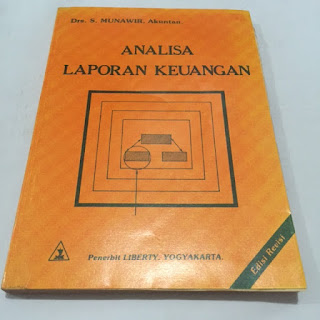 Drs. S. MUNAWIR. Akuntan
ANALISA
LAPORAN KEUANGAN
Edisi Revisi
Penerbit LIBERTY, YOGYAKARTA.